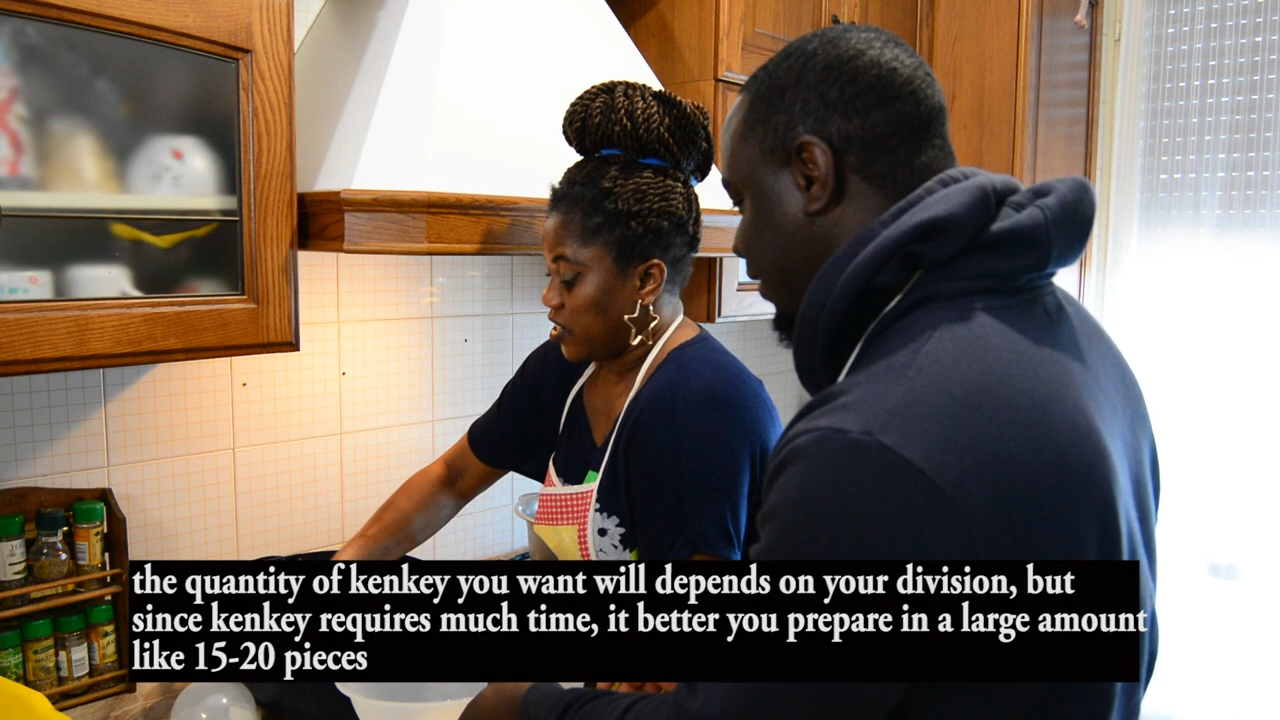 the quantity of kenkey you want will depends on your division, but
since kenkey requires much time, it better you prepare in a large amount
like 15-20 pieces